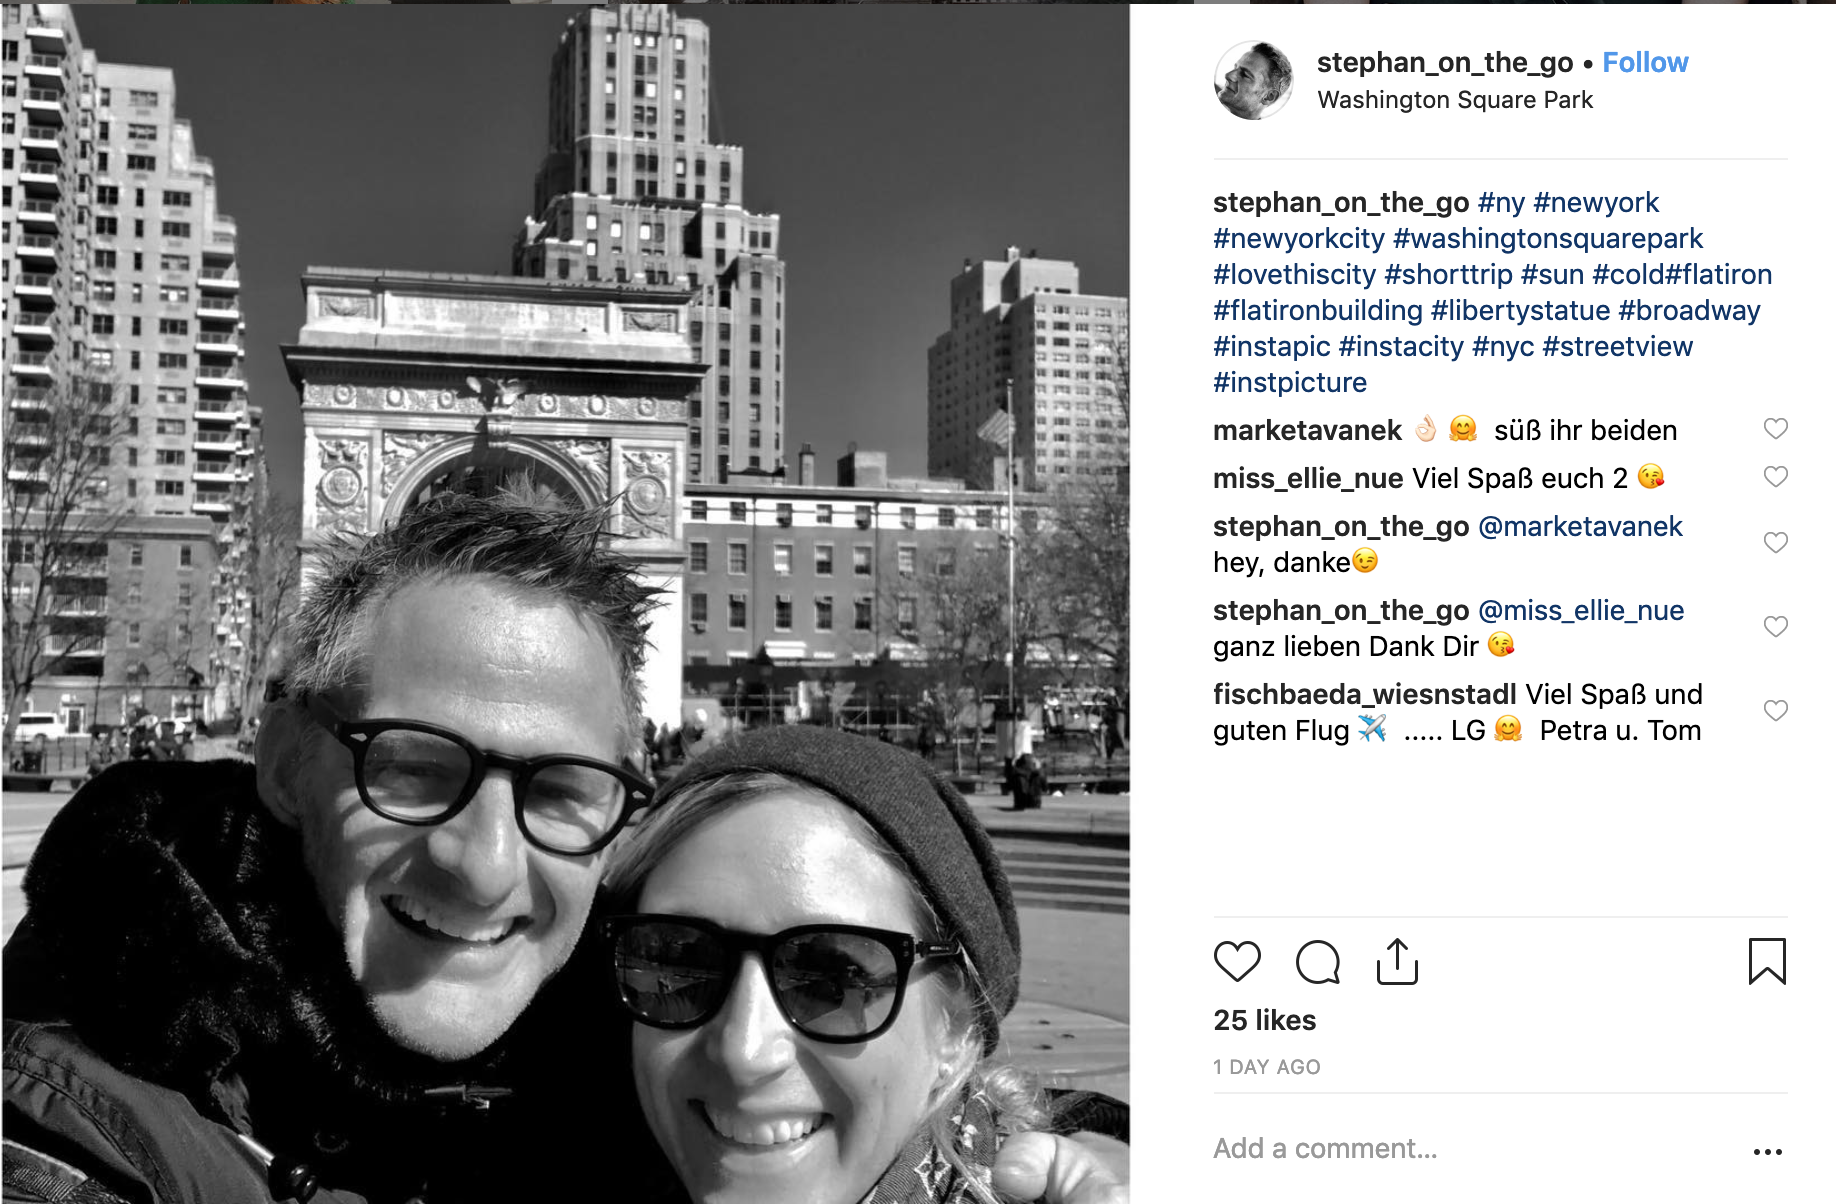 stephan_on_the_go • Follow
Washington Square Park
stephan_on_the_go #ny #newyork
#newyorkcity #washingtonsquarepark
#lovethiscity #shorttrip #sun #cold#flatiron
#flatironbuilding #libertystatue #broadway
#instapic #instacity #nyc #streetview
#instpicture
marketavanek 👌🏻 🤗 süß ihr beiden
miss_ellie_nue Viel Spaß euch 2 😘
stephan_on_the_go @marketavanek
hey, danke😉
stephan_on_the_go @miss_ellie_nue
ganz lieben Dank Dir 😘
fischbaeda_wiesnstadl Viel Spaß und
guten Flug ✈️ ..... LG 🤗 Petra u. Tom
25 likes
1 DAY AGO
Add a comment...